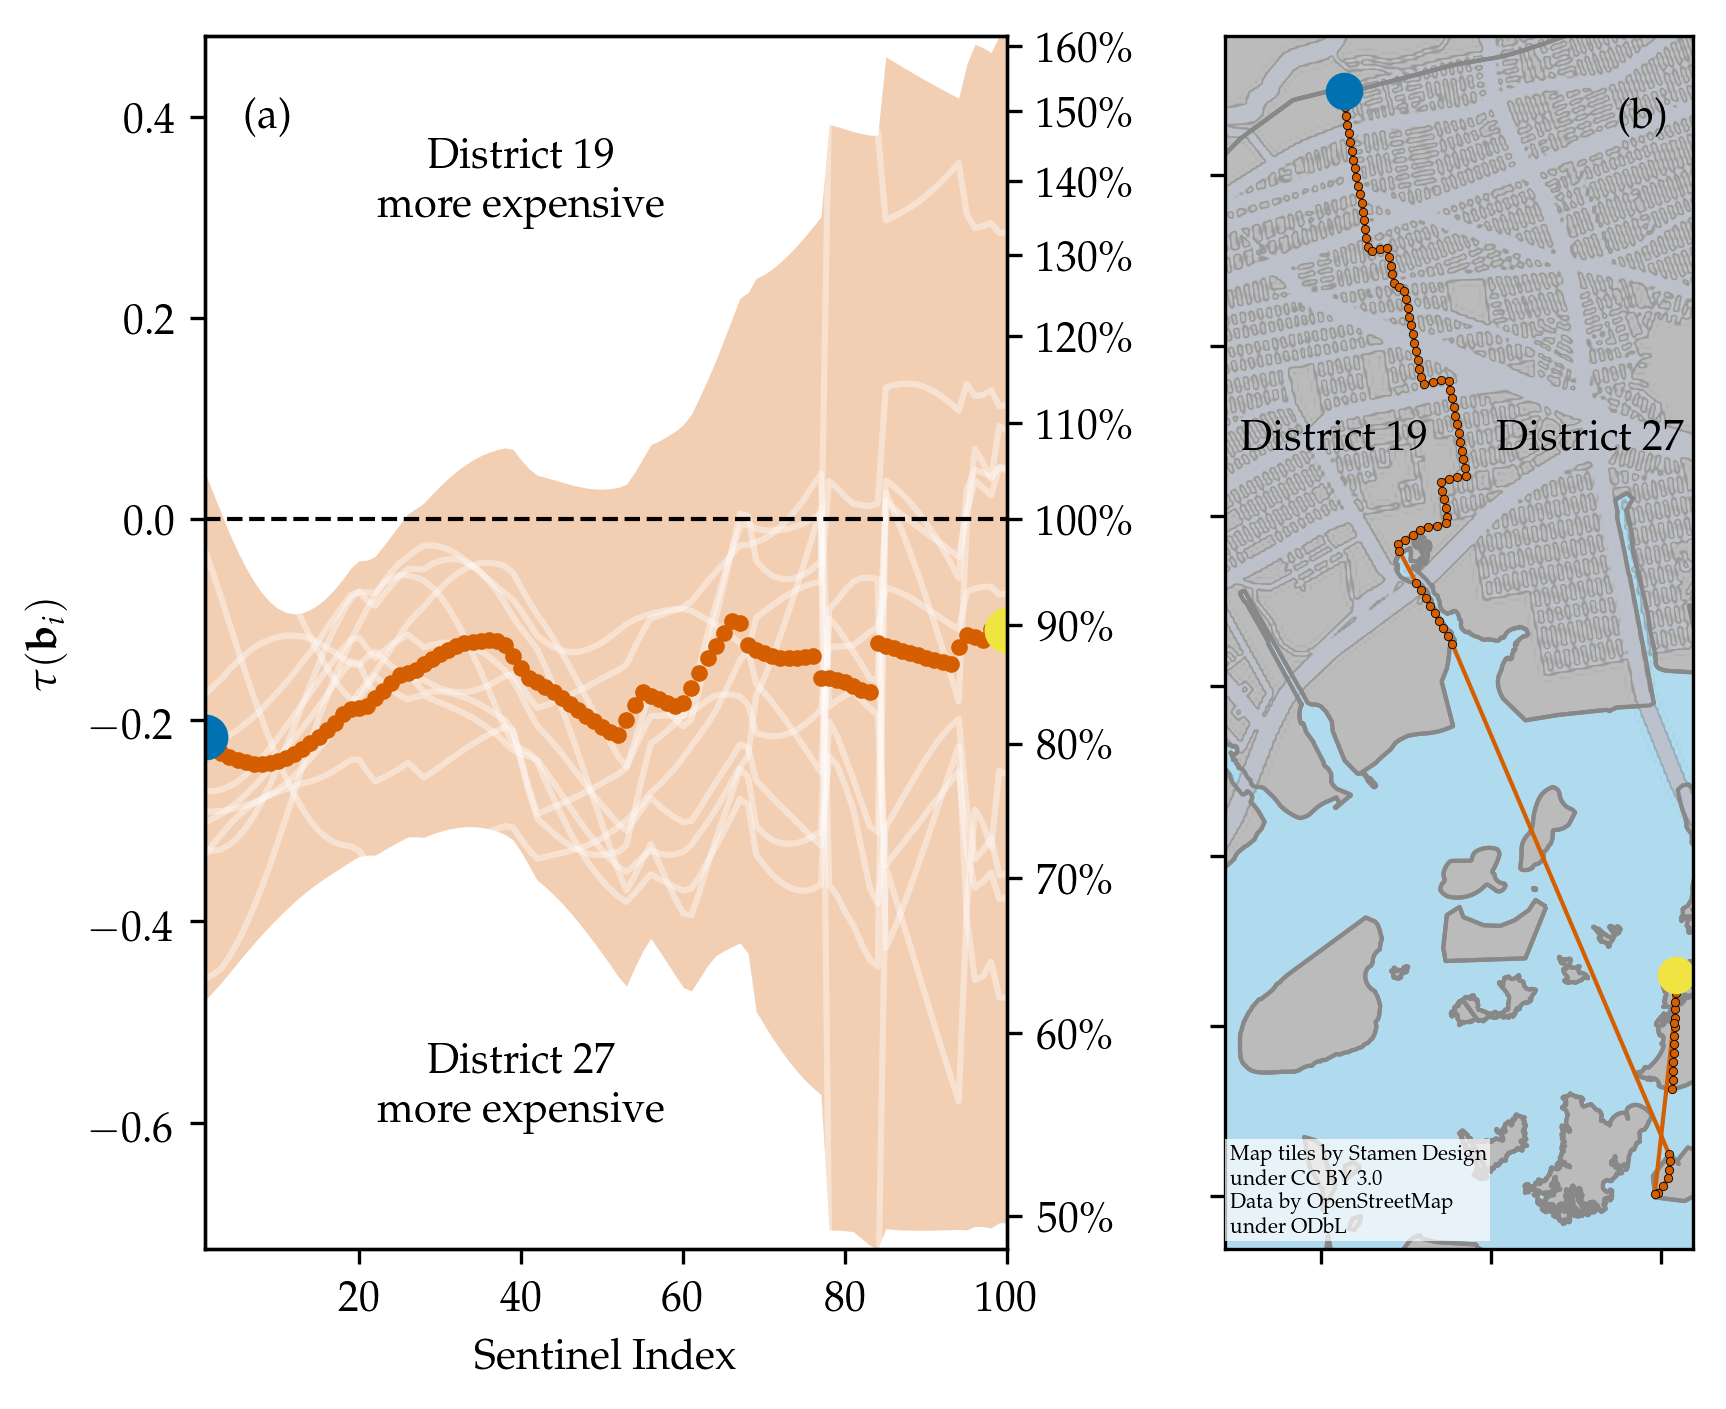 (a)
District 19
more expensive
District 27
more expensive
0.4
0.2
0.0
−0.2
−0.4
−0.6
τ(𝐛ᵢ)
160%
150%
140%
130%
120%
110%
100%
90%
80%
70%
60%
50%
20
40
60
80
100
Sentinel Index
(b)
District 19
District 27
Map tiles by Stamen Design
under CC BY 3.0
Data by OpenStreetMap
under ODbL